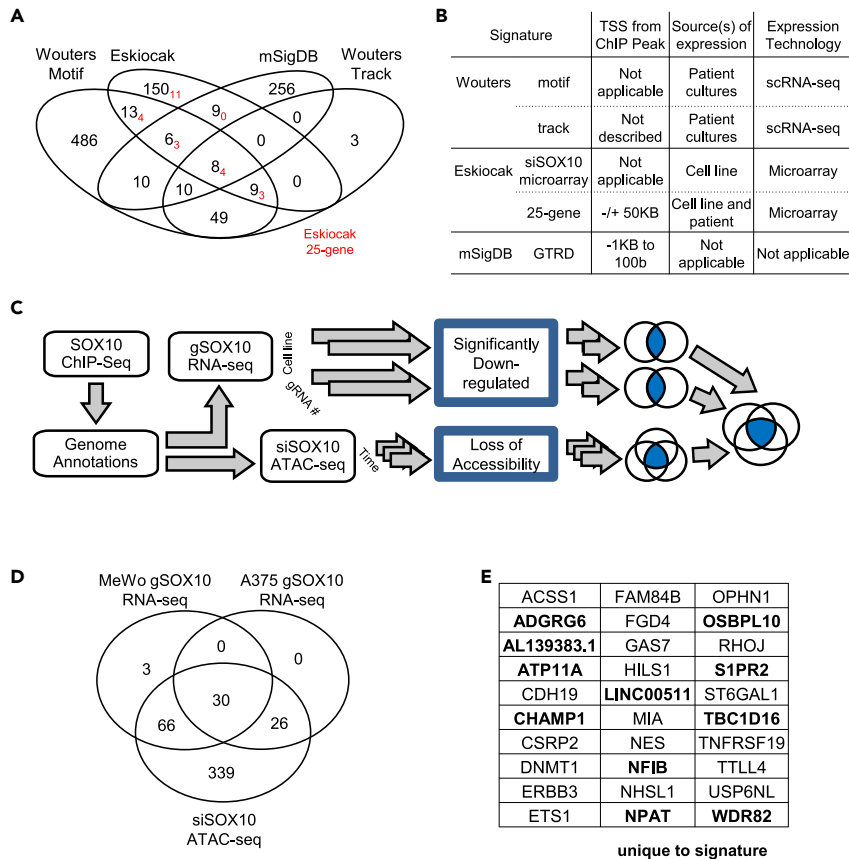 A
Wouters Motif
Eskiocak
mSigDB
Wouters Track
486
150 11
256
3
13 4
9 0
0
6 3
0
8 4
0
10
10
9 3
49
Eskiocak
25-gene
B
Signature
TSS from ChIP Peak
Source(s) of expression
Expression Technology
Wouters
motif
Not applicable
Patient cultures
scRNA-seq
track
Not described
Patient cultures
scRNA-seq
Eskiocak
siSOX10 microarray
Not applicable
Cell line
Microarray
25-gene
-/+ 50KB
Cell line and patient
Microarray
mSigDB
GTRD
-1KB to 100b
Not applicable
Not applicable
C
SOX10
ChIP-Seq
gSOX10
RNA-seq
Cell line
gRNA #
Significantly
Down-
regulated
Genome
Annotations
siSOX10
ATAC-seq
Time
Loss of
Accessibility
D
MeWo gSOX10
RNA-seq
A375 gSOX10
RNA-seq
0
3
0
30
66
26
339
siSOX10
ATAC-seq
E
ACSS1 FAM84B OPHN1
ADGRG6 FGD4 OSBPL10
AL139383.1 GAS7 RHOJ
ATP11A HILS1 S1PR2
CDH19 LINC00511 ST6GAL1
CHAMP1 MIA TBC1D16
CSRP2 NES TNFRSF19
DNMT1 NFIB TTLL4
ERBB3 NHSL1 USP6NL
ETS1 NPAT WDR82
unique to signature